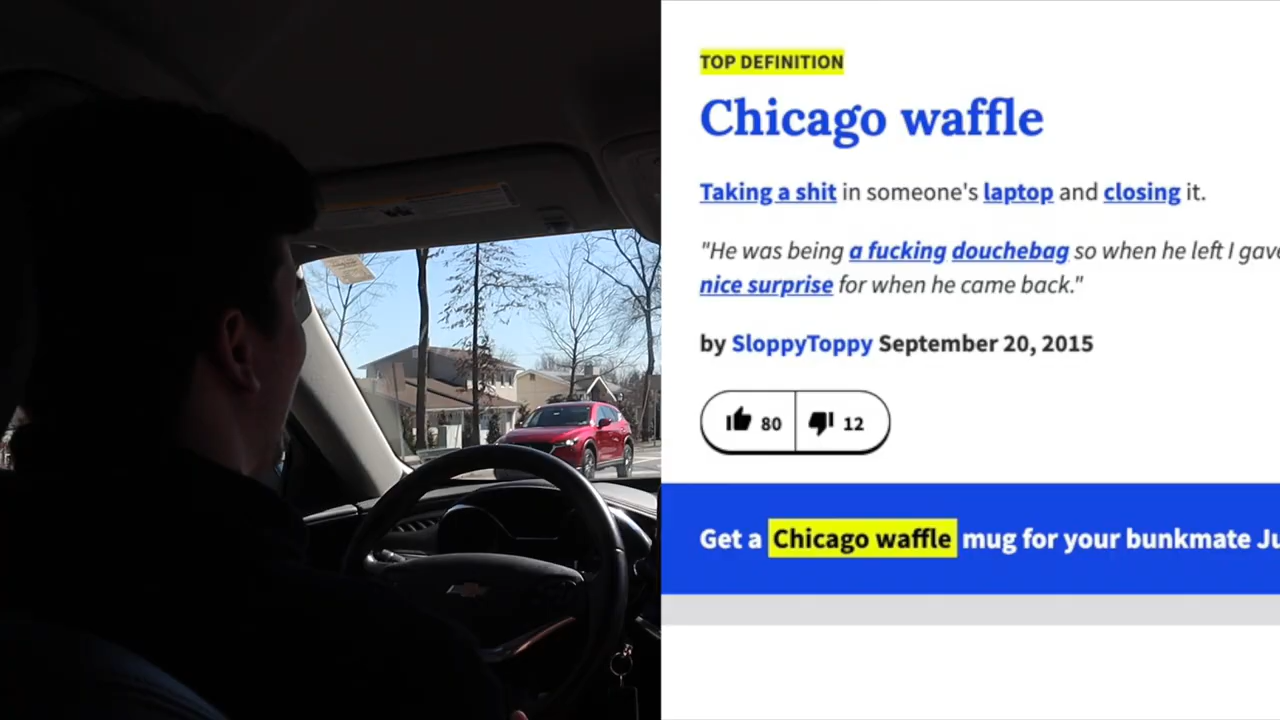 TOP DEFINITION
Chicago waffle
Taking a shit in someone's laptop and closing it.
"He was being a fucking douchebag so when he left I gave
nice surprise for when he came back."
by SloppyToppy September 20, 2015
80 12
Get a Chicago waffle mug for your bunkmate